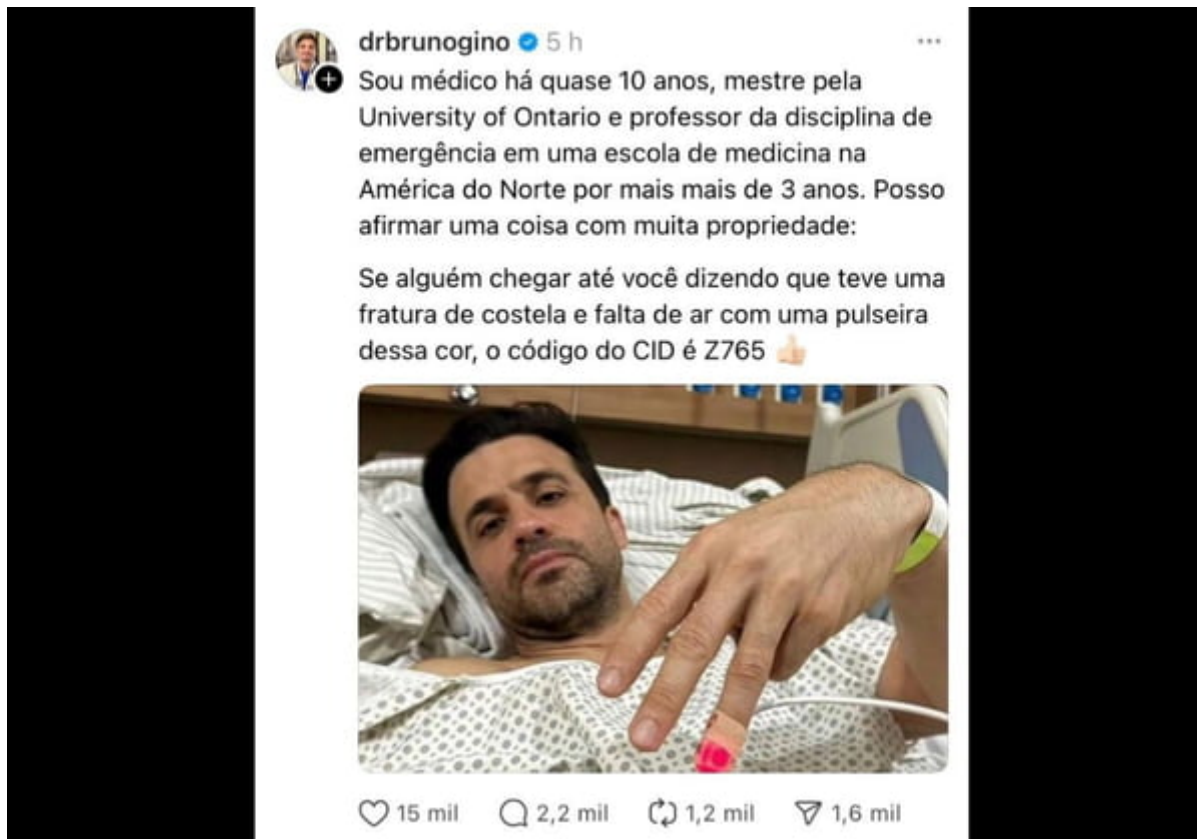 drbrunogino 5 h
Sou médico há quase 10 anos, mestre pela
University of Ontario e professor da disciplina de
emergência em uma escola de medicina na
América do Norte por mais mais de 3 anos. Posso
afirmar uma coisa com muita propriedade:
Se alguém chegar até você dizendo que teve uma
fratura de costela e falta de ar com uma pulseira
dessa cor, o código do CID é Z765 👍🏻
15 mil 2,2 mil 1,2 mil 1,6 mil